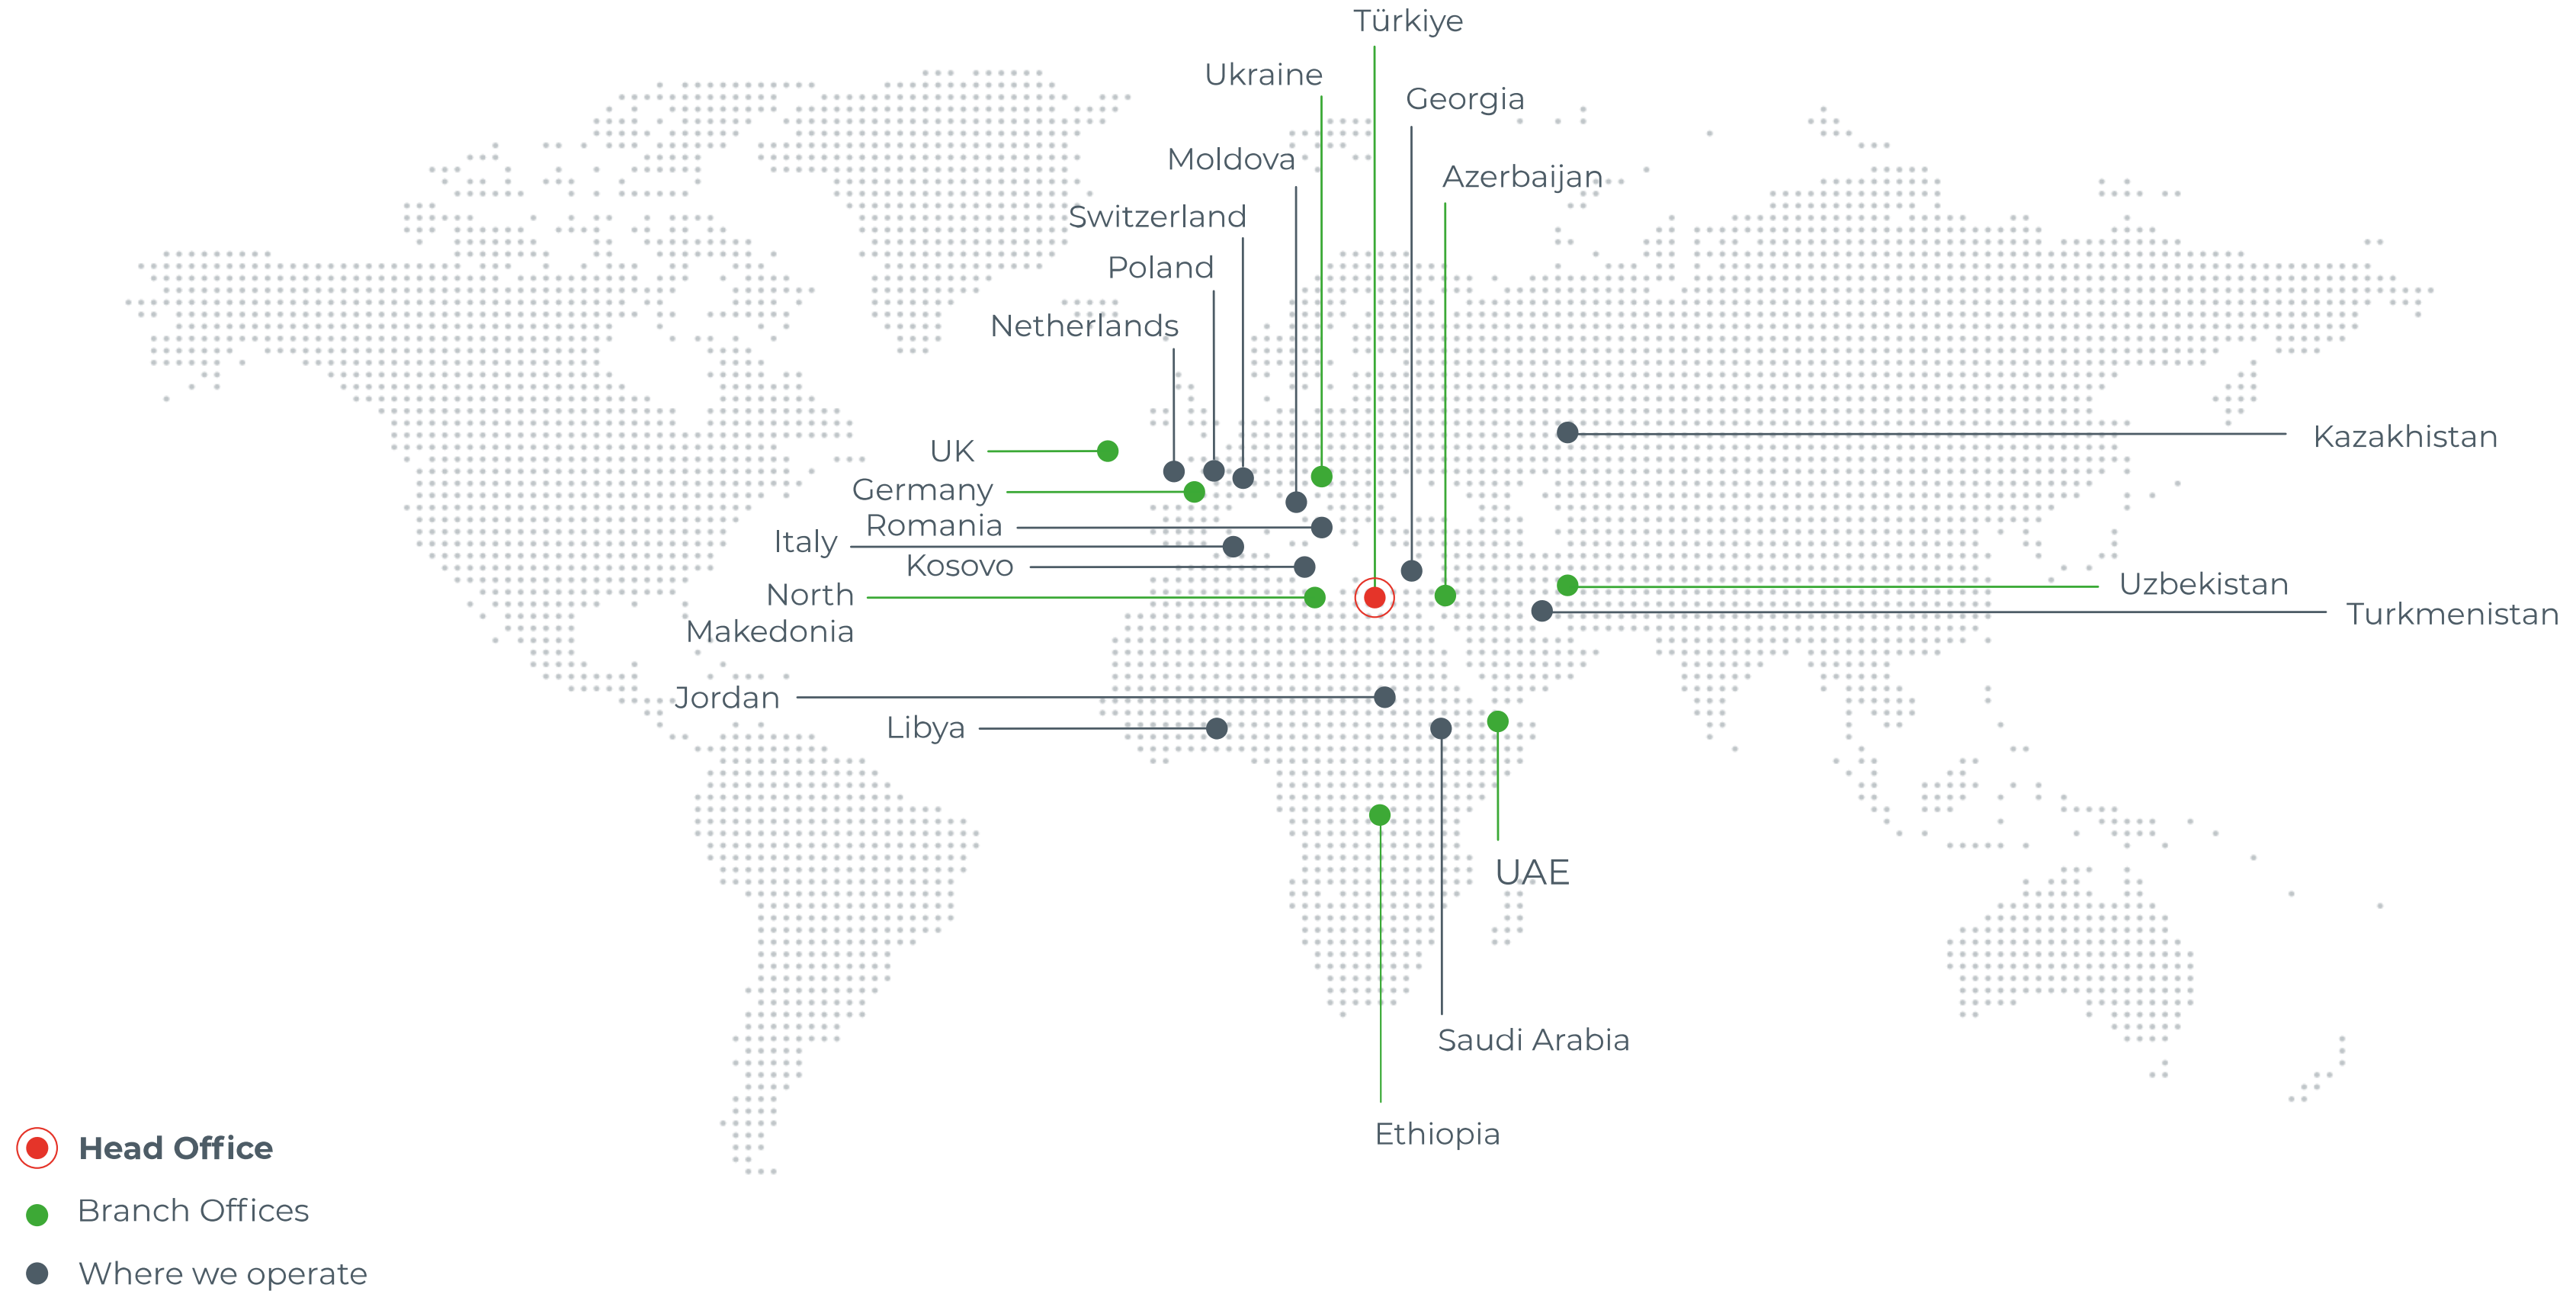 Türkiye
Ukraine
Georgia
Moldova
Azerbaijan
Switzerland
Poland
Netherlands
Kazakhstan
UK
Germany
Romania
Italy
Kosovo
Uzbekistan
North
Makedonia
Turkmenistan
Jordan
Libya
UAE
Saudi Arabia
Ethiopia
Head Office
Branch Offices
Where we operate